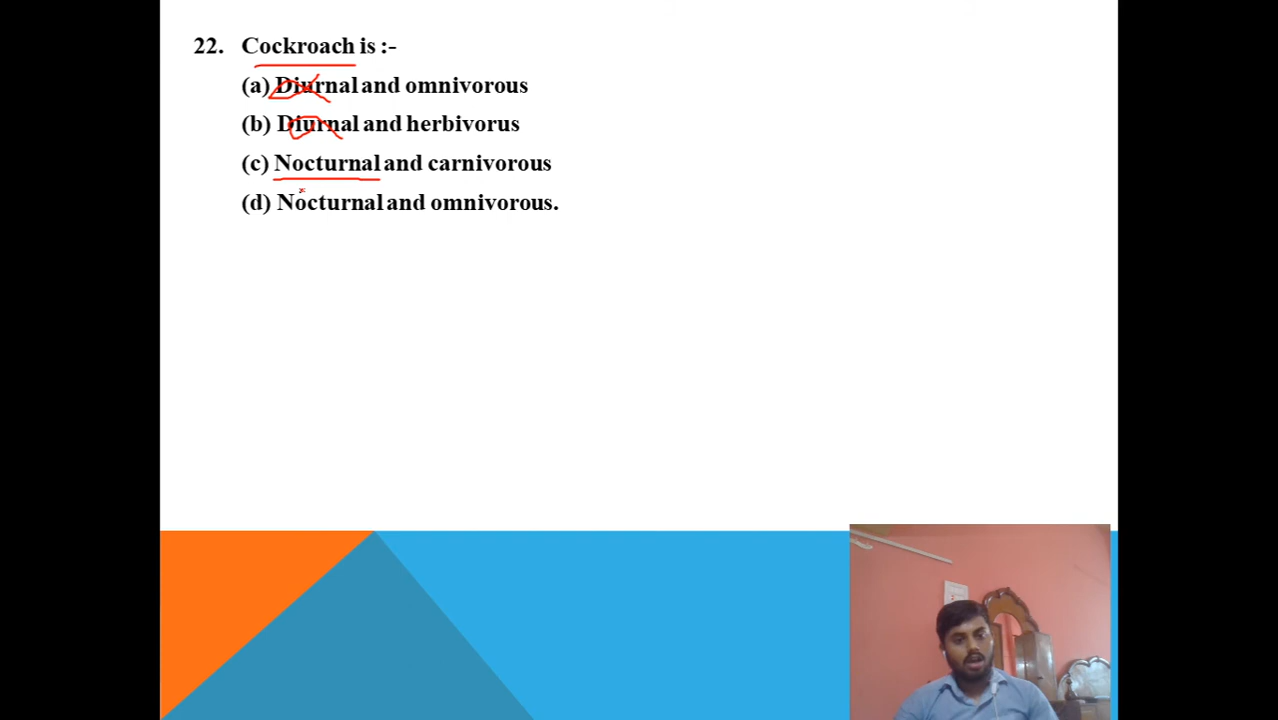 22. Cockroach is :-
(a) Diurnal and omnivorous
(b) Diurnal and herbivorus
(c) Nocturnal and carnivorous
(d) Nocturnal and omnivorous.